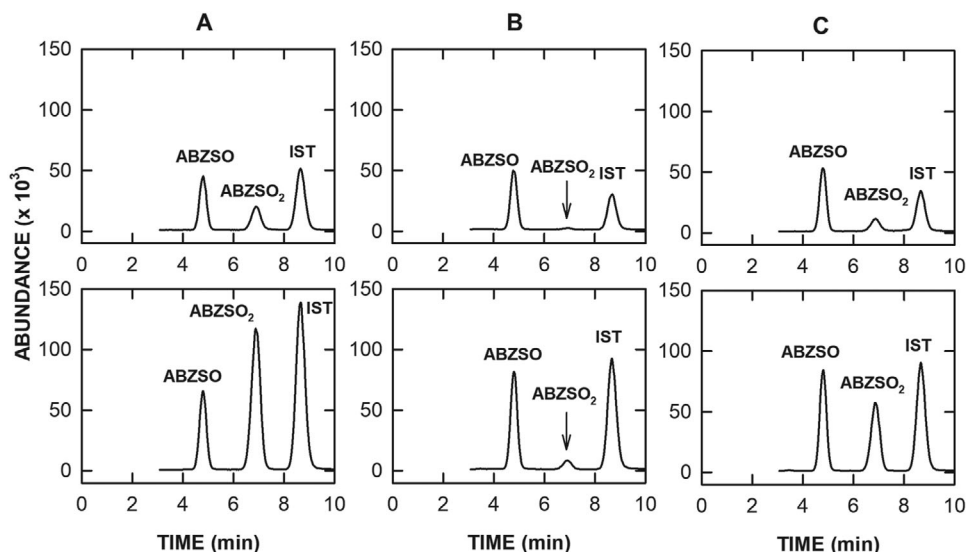 A B C
150 150 150
100 100 100
ABZSO IST ABZSO ABZSO₂ IST ABZSO IST
50 50 50
ABZSO₂ ABZSO₂
0 0 0
0 2 4 6 8 10 0 2 4 6 8 10 0 2 4 6 8 10
ABUNDANCE (x 10³)
150 150 150
ABZSO₂ IST IST IST
100 ABZSO 100 ABZSO 100 ABZSO
ABZSO₂ ABZSO₂
50 50 50
0 0 0
0 2 4 6 8 10 0 2 4 6 8 10 0 2 4 6 8 10
TIME (min) TIME (min) TIME (min)